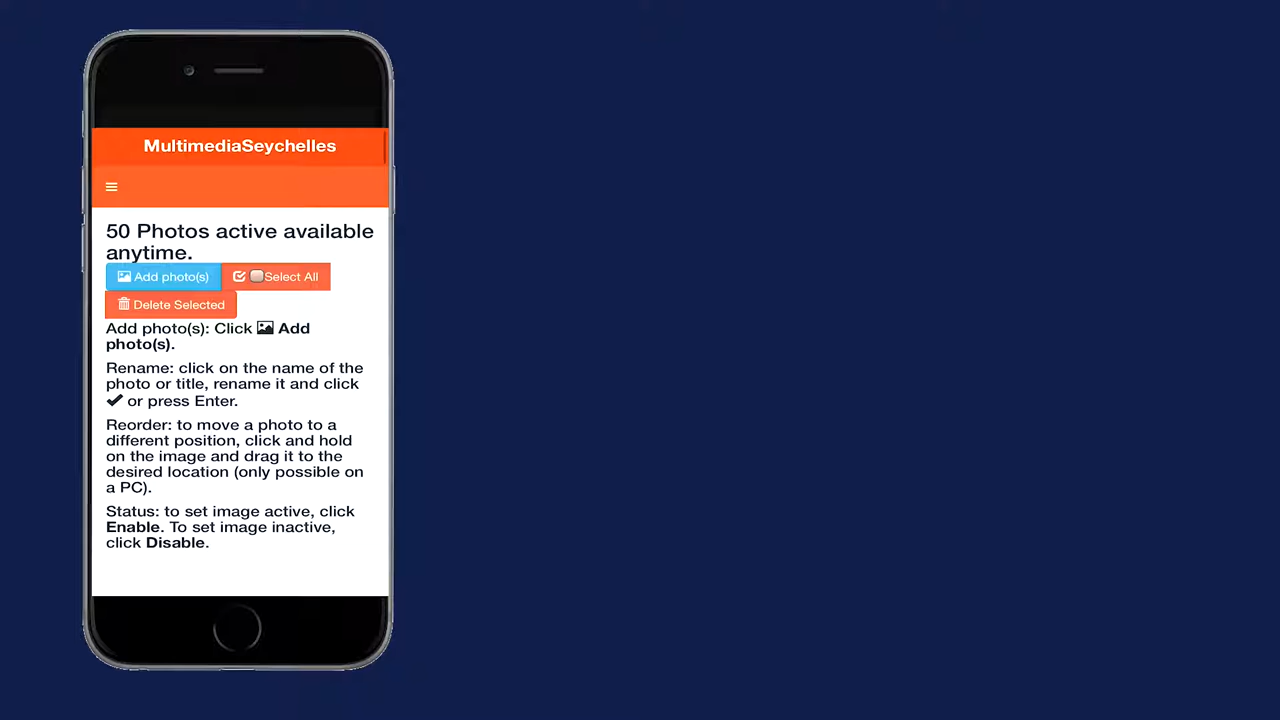 MultimediaSeychelles
50 Photos active available
anytime.
Add photo(s)
Select All
Delete Selected
Add photo(s): Click Add
photo(s).
Rename: click on the name of the
photo or title, rename it and click
or press Enter.
Reorder: to move a photo to a
different position, click and hold
on the image and drag it to the
desired location (only possible on
a PC).
Status: to set image active, click
Enable. To set image inactive,
click Disable.